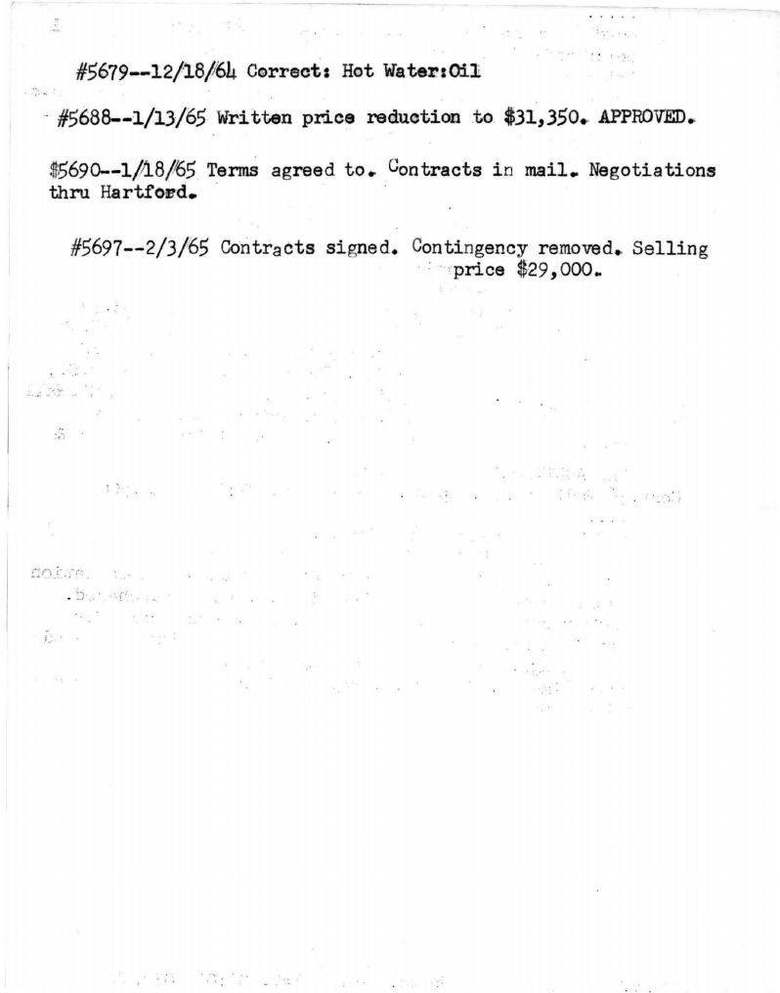 #5679--12/18/64 Correct: Hot Water:Oil
#5688--1/13/65 Written price reduction to $31,350. APPROVED.
$5690--1/18/65 Terms agreed to. Contracts in mail. Negotiations
thru Hartford.
#5697--2/3/65 Contracts signed. Contingency removed. Selling
price $29,000.